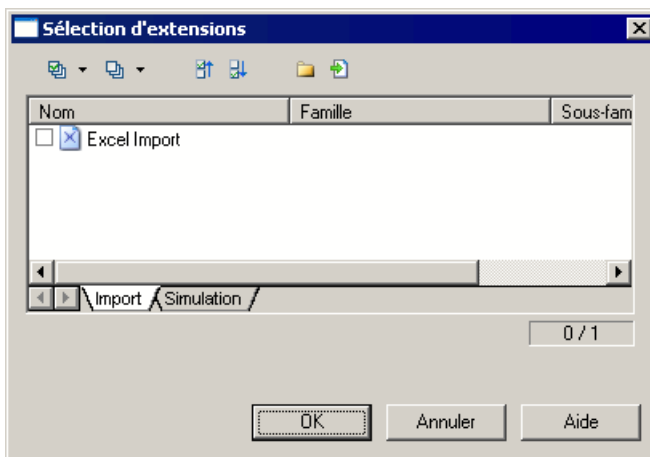 Sélection d'extensions
Nom Famille Sous-fam
Excel Import
Import Simulation
0 / 1
OK Annuler Aide